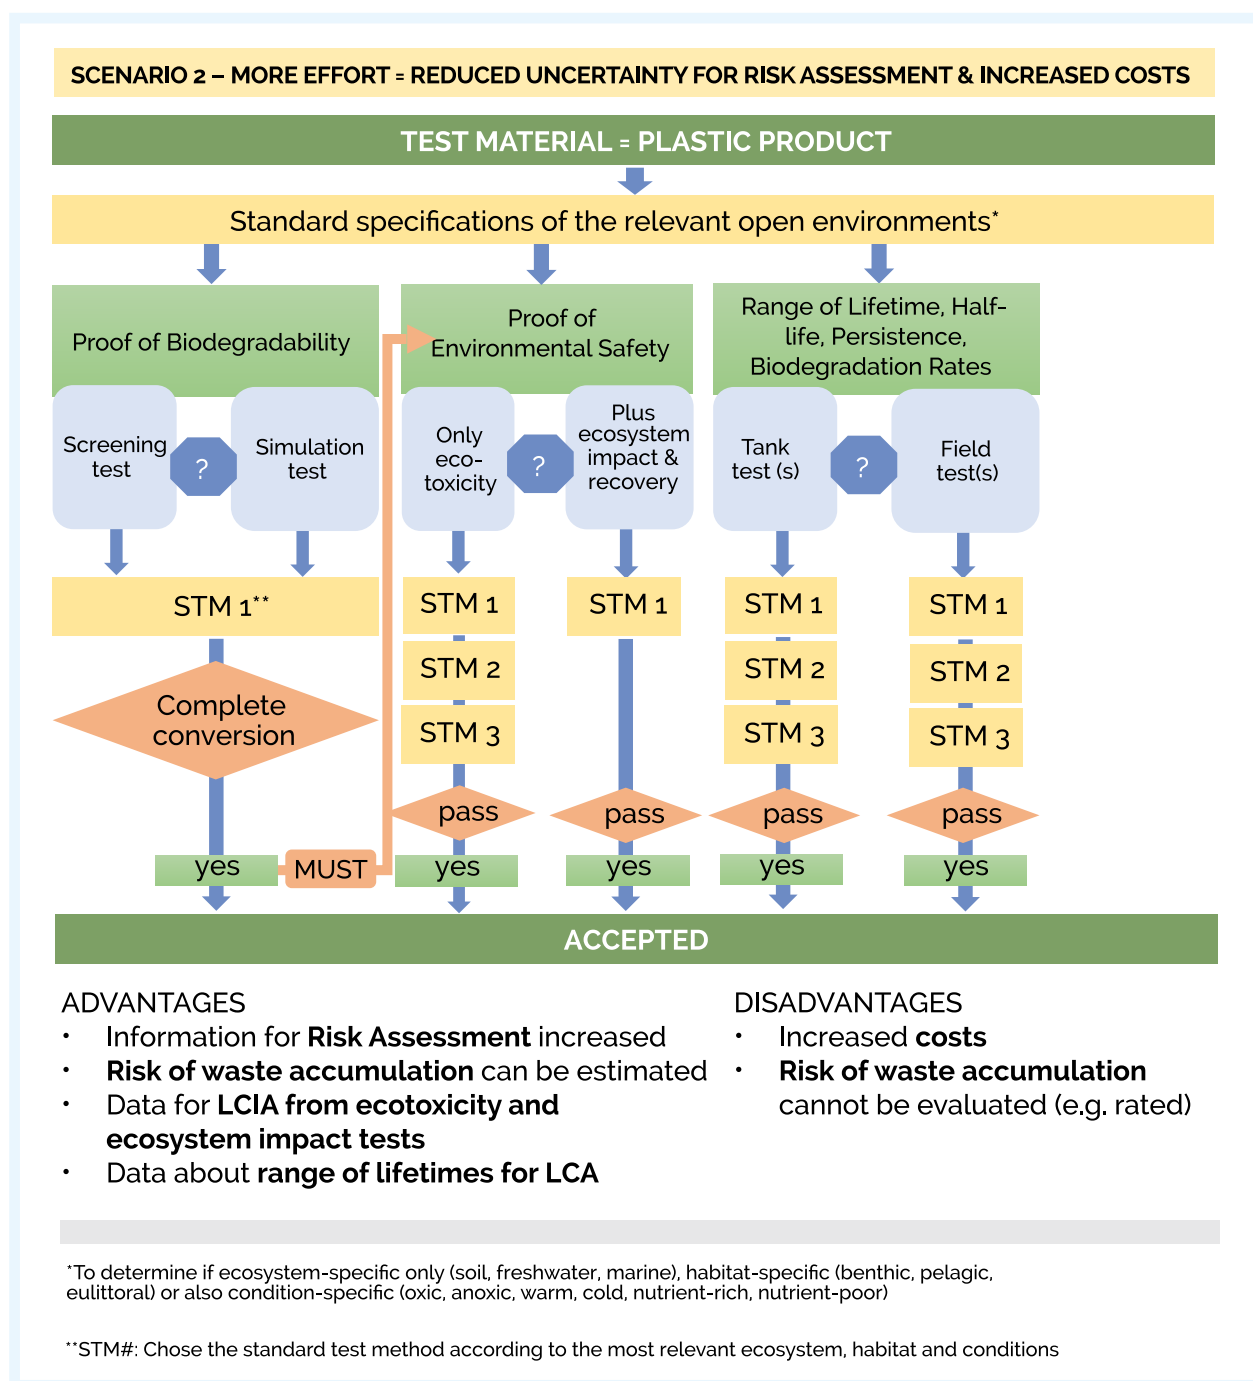 SCENARIO 2 – MORE EFFORT = REDUCED UNCERTAINTY FOR RISK ASSESSMENT & INCREASED COSTS
TEST MATERIAL = PLASTIC PRODUCT
Standard specifications of the relevant open environments*
Proof of Biodegradability
Proof of
Environmental Safety
Range of Lifetime, Half-
life, Persistence,
Biodegradation Rates
Screening
test
?
Simulation
test
Only
eco-
toxicity
?
Plus
ecosystem
impact &
recovery
Tank
test (s)
?
Field
test(s)
STM 1**
STM 1
STM 1
STM 1
STM 1
STM 2
STM 2
STM 2
STM 3
STM 3
STM 3
Complete
conversion
pass
pass
pass
pass
yes
MUST
yes
yes
yes
yes
ACCEPTED
ADVANTAGES
• Information for Risk Assessment increased
• Risk of waste accumulation can be estimated
• Data for LCIA from ecotoxicity and
ecosystem impact tests
• Data about range of lifetimes for LCA
DISADVANTAGES
• Increased costs
• Risk of waste accumulation
cannot be evaluated (e.g. rated)
*To determine if ecosystem-specific only (soil, freshwater, marine), habitat-specific (benthic, pelagic,
eulittoral) or also condition-specific (oxic, anoxic, warm, cold, nutrient-rich, nutrient-poor)
**STM#: Chose the standard test method according to the most relevant ecosystem, habitat and conditions